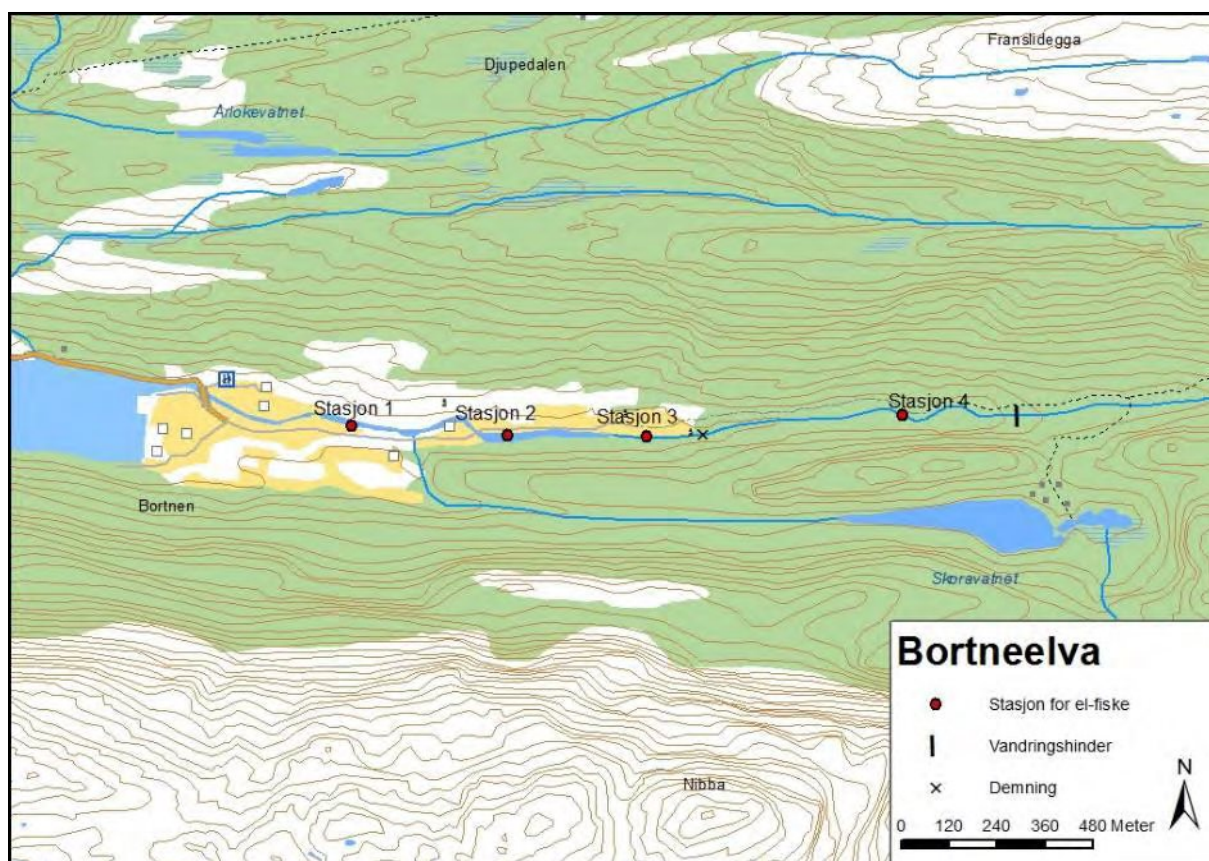 Franslidegga
Djupedalen
Årlokevatnet
Stasjon 1
Stasjon 2
Stasjon 3
Stasjon 4
Bortnen
Skoravatnet
Nibba
Bortneelva
Stasjon for el-fiske
Vandringshinder
Demning
N
0 120 240 360 480 Meter